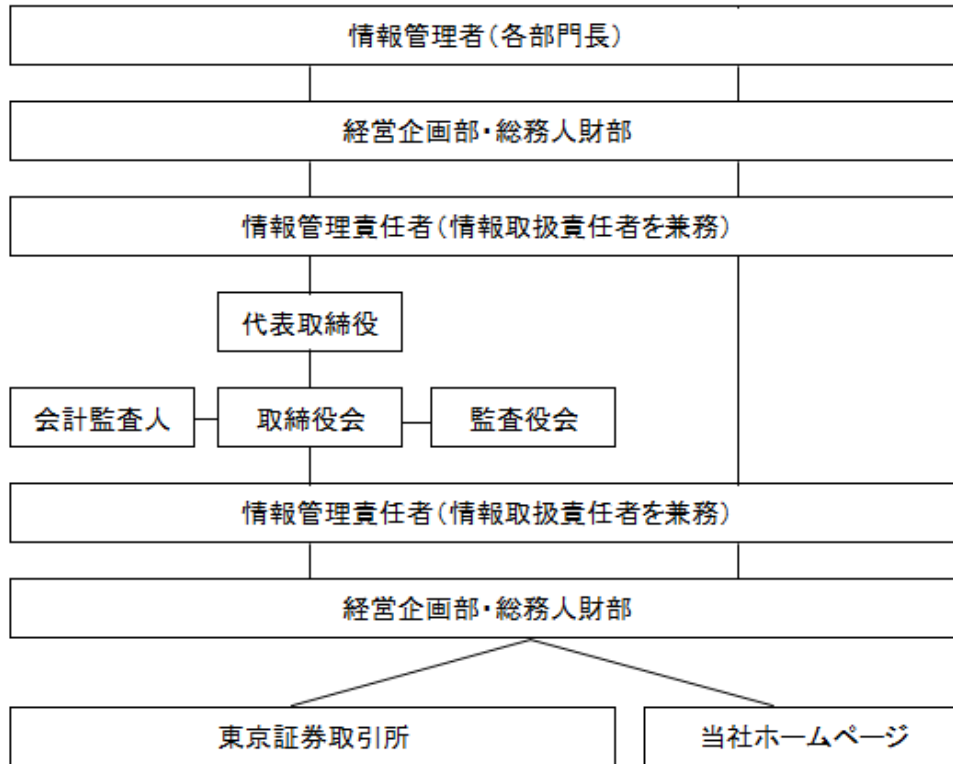 情報管理者(各部門長)
経営企画部・総務人財部
情報管理責任者(情報取扱責任者を兼務)
代表取締役
会計監査人
取締役会
監査役会
情報管理責任者(情報取扱責任者を兼務)
経営企画部・総務人財部
東京証券取引所
当社ホームページ